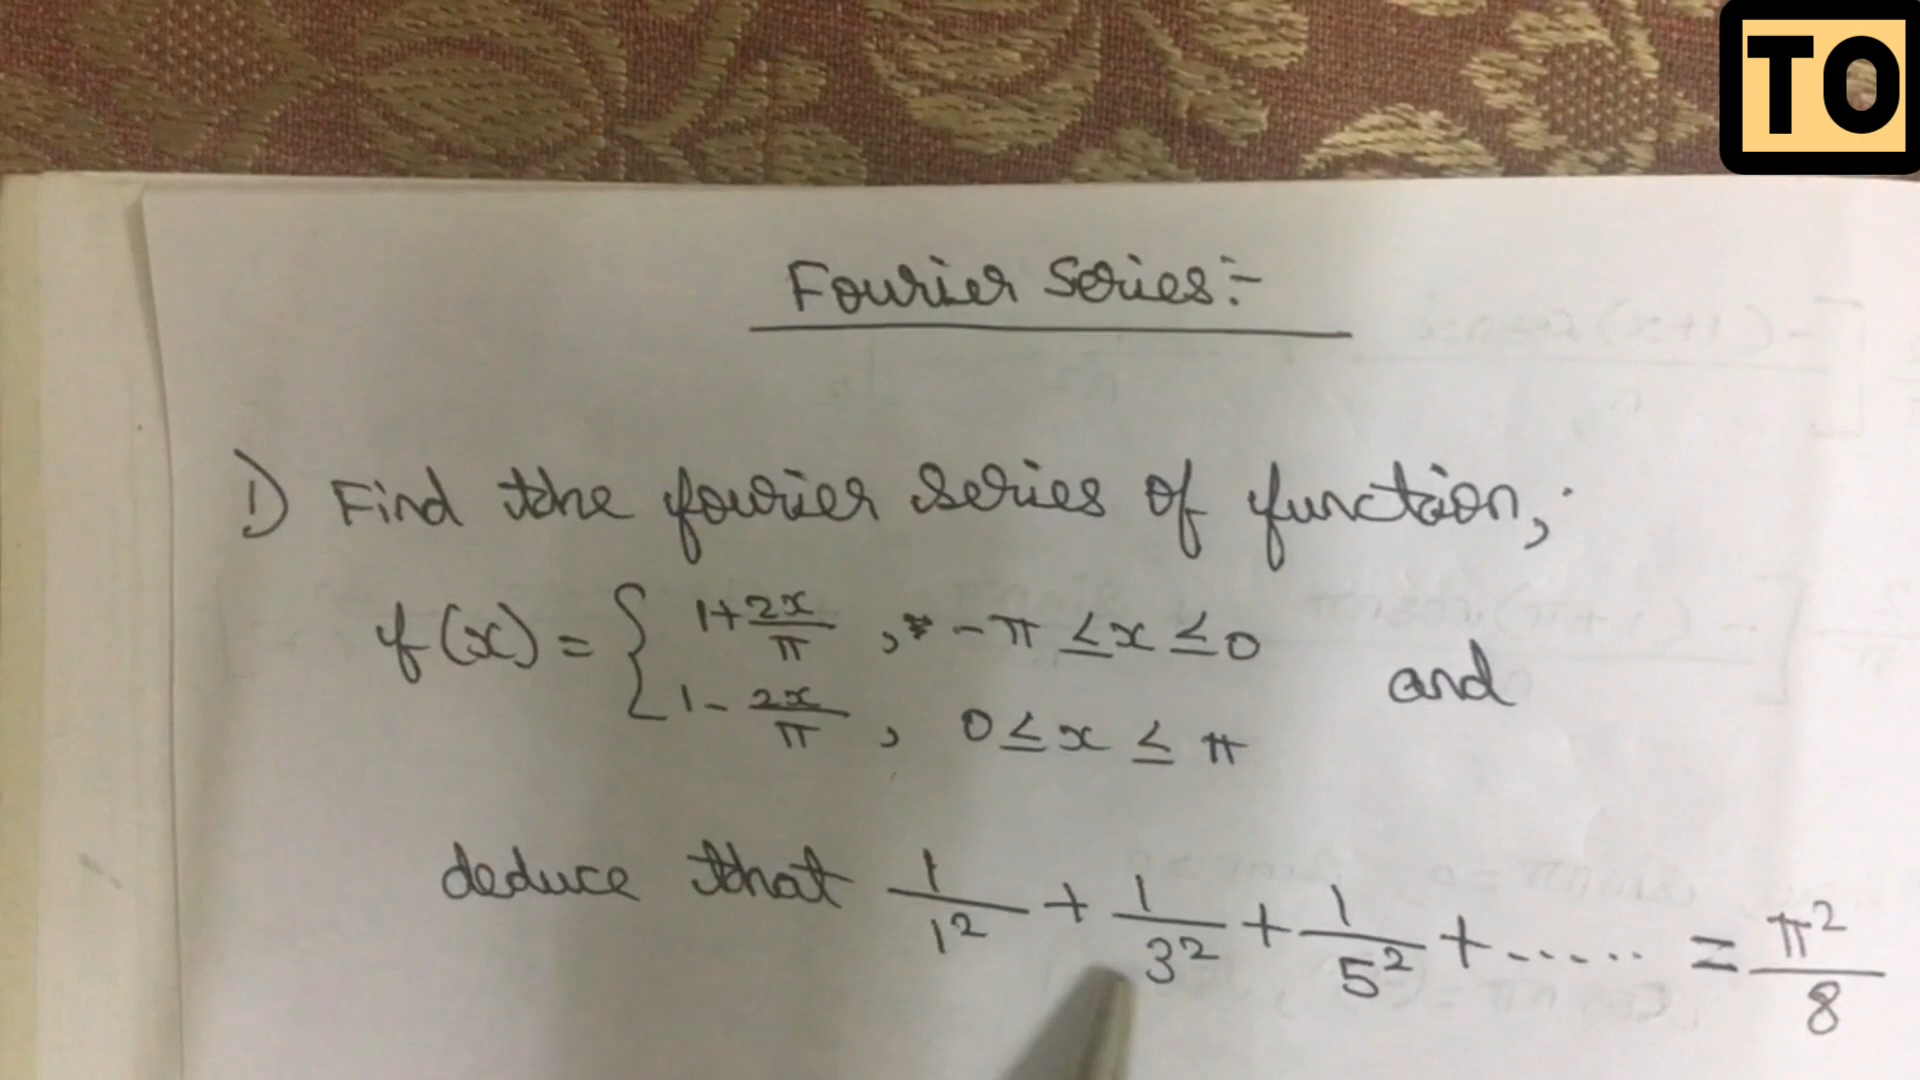 TO
Fourier Series:-
1) Find the fourier series of function,
f(x) = { 1+2x/π , -π ≤ x ≤ 0
1-2x/π , 0 ≤ x ≤ π and
deduce that 1/1² + 1/3² + 1/5² + ...... = π²/8